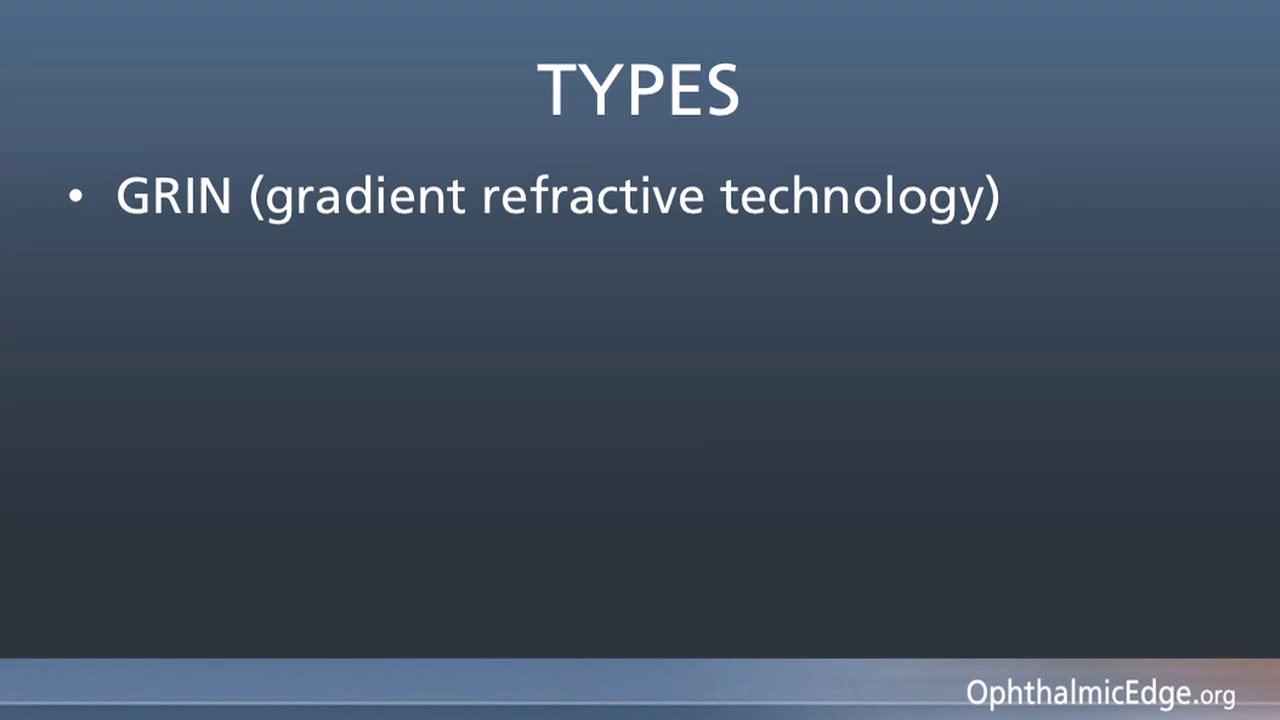 TYPES
• GRIN (gradient refractive technology)
OphthalmicEdge.org